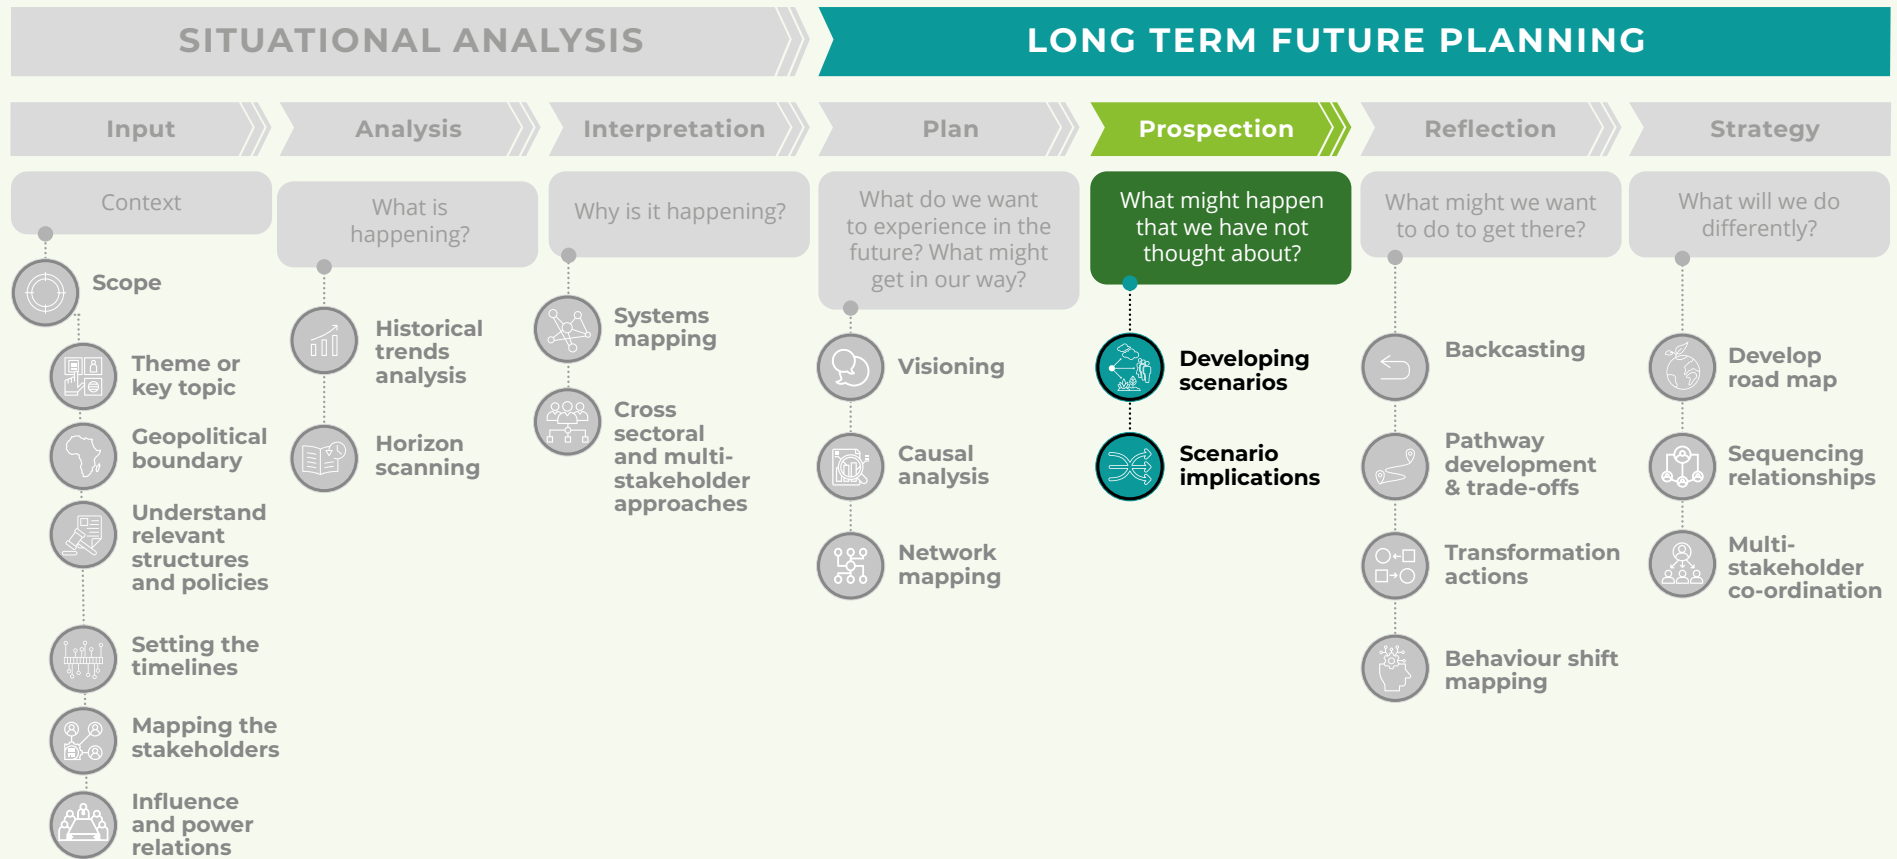 SITUATIONAL ANALYSIS
LONG TERM FUTURE PLANNING
Input
Analysis
Interpretation
Plan
Prospection
Reflection
Strategy
Context
Scope
Theme or
key topic
Geopolitical
boundary
Understand
relevant
structures
and policies
Setting the
timelines
Mapping the
stakeholders
Influence
and power
relations
What is
happening?
Historical
trends
analysis
Horizon
scanning
Why is it happening?
Systems
mapping
Cross
sectoral
and multi-
stakeholder
approaches
What do we want
to experience in the
future? What might
get in our way?
Visioning
Causal
analysis
Network
mapping
What might happen
that we have not
thought about?
Developing
scenarios
Scenario
implications
What might we want
to do to get there?
Backcasting
Pathway
development
& trade-offs
Transformation
actions
Behaviour shift
mapping
What will we do
differently?
Develop
road map
Sequencing
relationships
Multi-
stakeholder
co-ordination